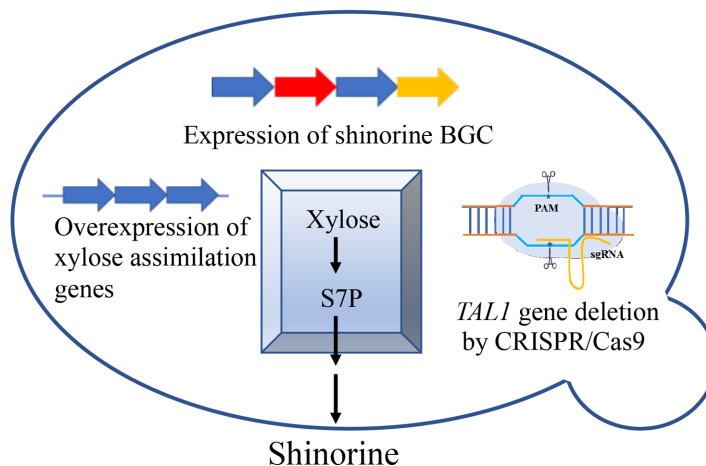 Expression of shinorine BGC
Overexpression of
xylose assimilation
genes
Xylose
S7P
PAM
sgRNA
TAL1 gene deletion
by CRISPR/Cas9
Shinorine